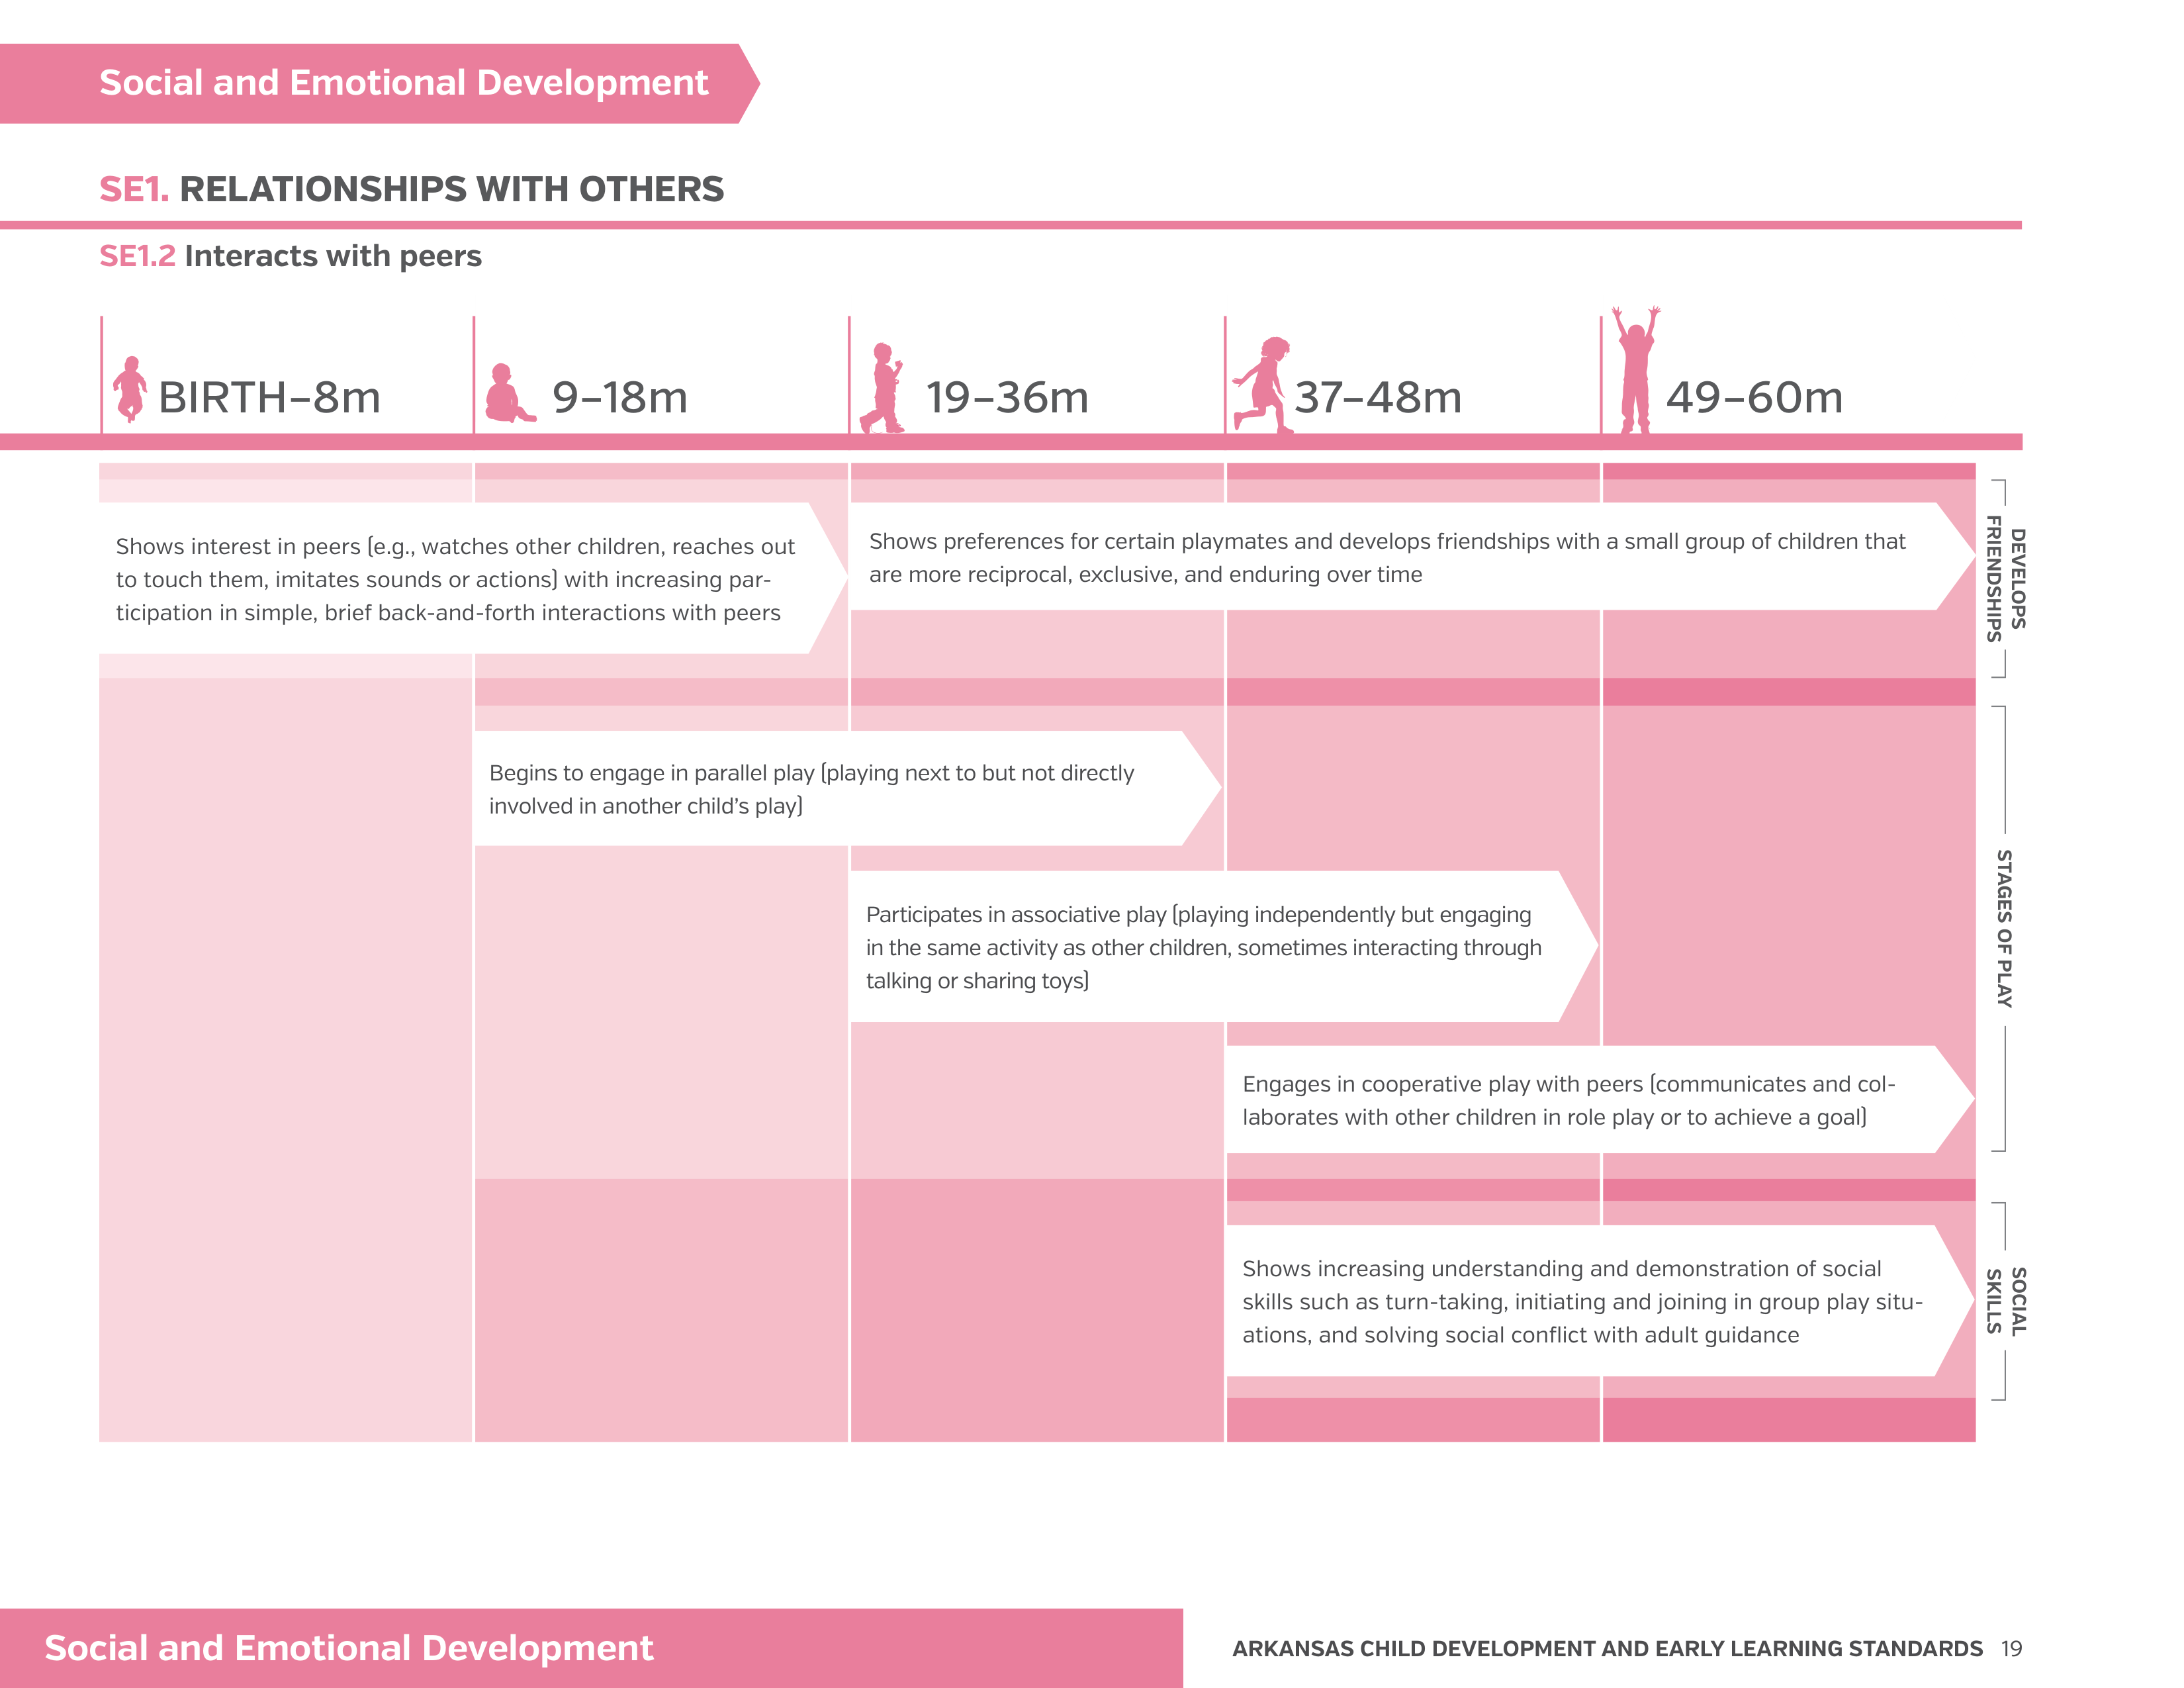 Social and Emotional Development
SE1. RELATIONSHIPS WITH OTHERS
SE1.2 Interacts with peers
BIRTH–8m
9–18m
19–36m
37–48m
49–60m
Shows interest in peers (e.g., watches other children, reaches out
to touch them, imitates sounds or actions) with increasing par-
ticipation in simple, brief back-and-forth interactions with peers
Shows preferences for certain playmates and develops friendships with a small group of children that
are more reciprocal, exclusive, and enduring over time
DEVELOPS
FRIENDSHIPS
Begins to engage in parallel play (playing next to but not directly
involved in another child’s play)
Participates in associative play (playing independently but engaging
in the same activity as other children, sometimes interacting through
talking or sharing toys)
Engages in cooperative play with peers (communicates and col-
laborates with other children in role play or to achieve a goal)
STAGES OF PLAY
Shows increasing understanding and demonstration of social
skills such as turn-taking, initiating and joining in group play situ-
ations, and solving social conflict with adult guidance
SOCIAL
SKILLS
Social and Emotional Development
ARKANSAS CHILD DEVELOPMENT AND EARLY LEARNING STANDARDS 19